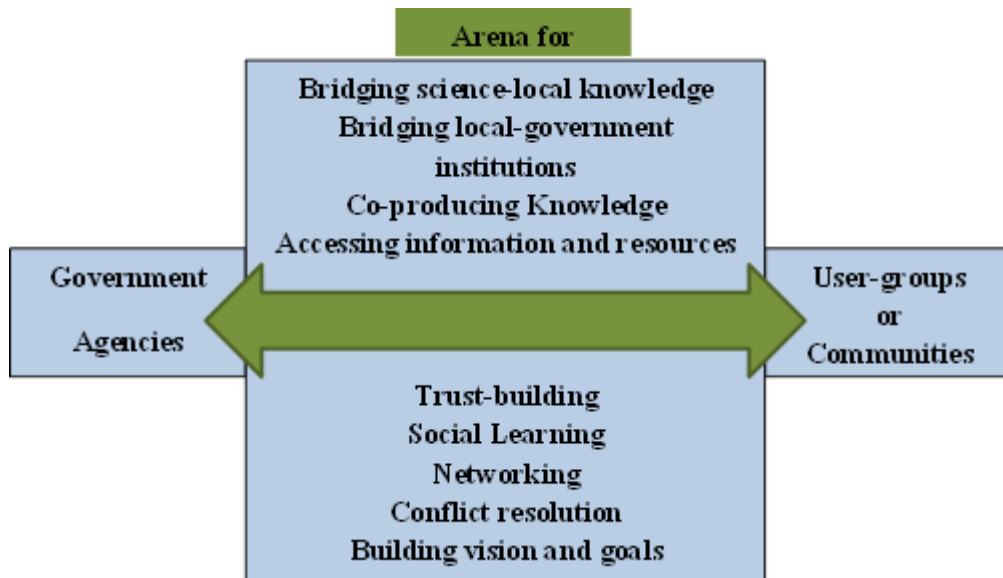 Arena for
Bridging science-local knowledge
Bridging local-government
institutions
Co-producing Knowledge
Accessing information and resources
Government
Agencies
User-groups
or
Communities
Trust-building
Social Learning
Networking
Conflict resolution
Building vision and goals